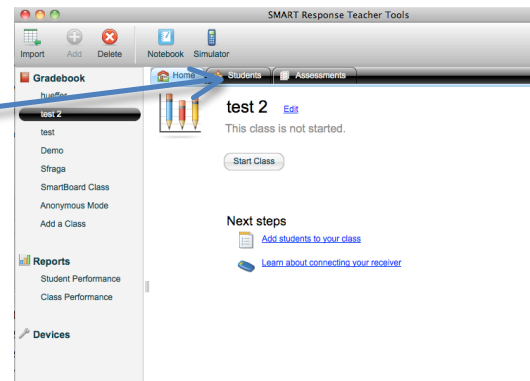 SMART Response Teacher Tools
Import Add Delete Notebook Simulator
Home Students Assessments
Gradebook
hueffer
test 2
test
Demo
Sfraga
SmartBoard Class
Anonymous Mode
Add a Class
Reports
Student Performance
Class Performance
Devices
test 2 Edit
This class is not started.
Start Class
Next steps
Add students to your class
Learn about connecting your receiver